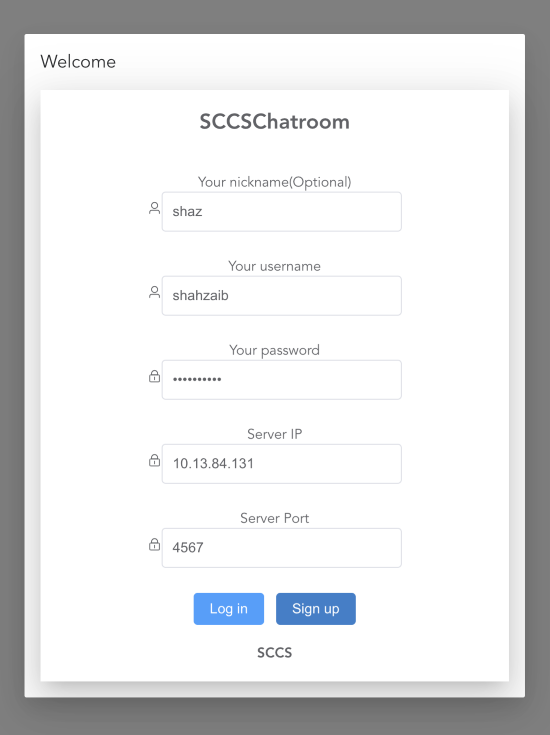 Welcome
SCCSChatroom
Your nickname(Optional)
shaz
Your username
shahzaib
Your password
••••••••••
Server IP
10.13.84.131
Server Port
4567
Log in Sign up
SCCS